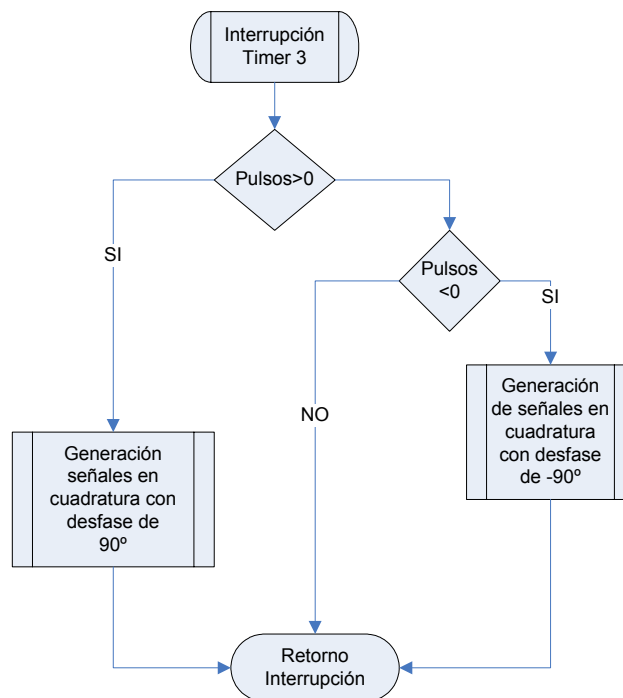 Interrupción
Timer 3
Pulsos>0
SI
Pulsos
<0
SI
NO
Generación
de señales en
cuadratura
con desfase
de -90º
Generación
señales en
cuadratura con
desfase de
90º
Retorno
Interrupción